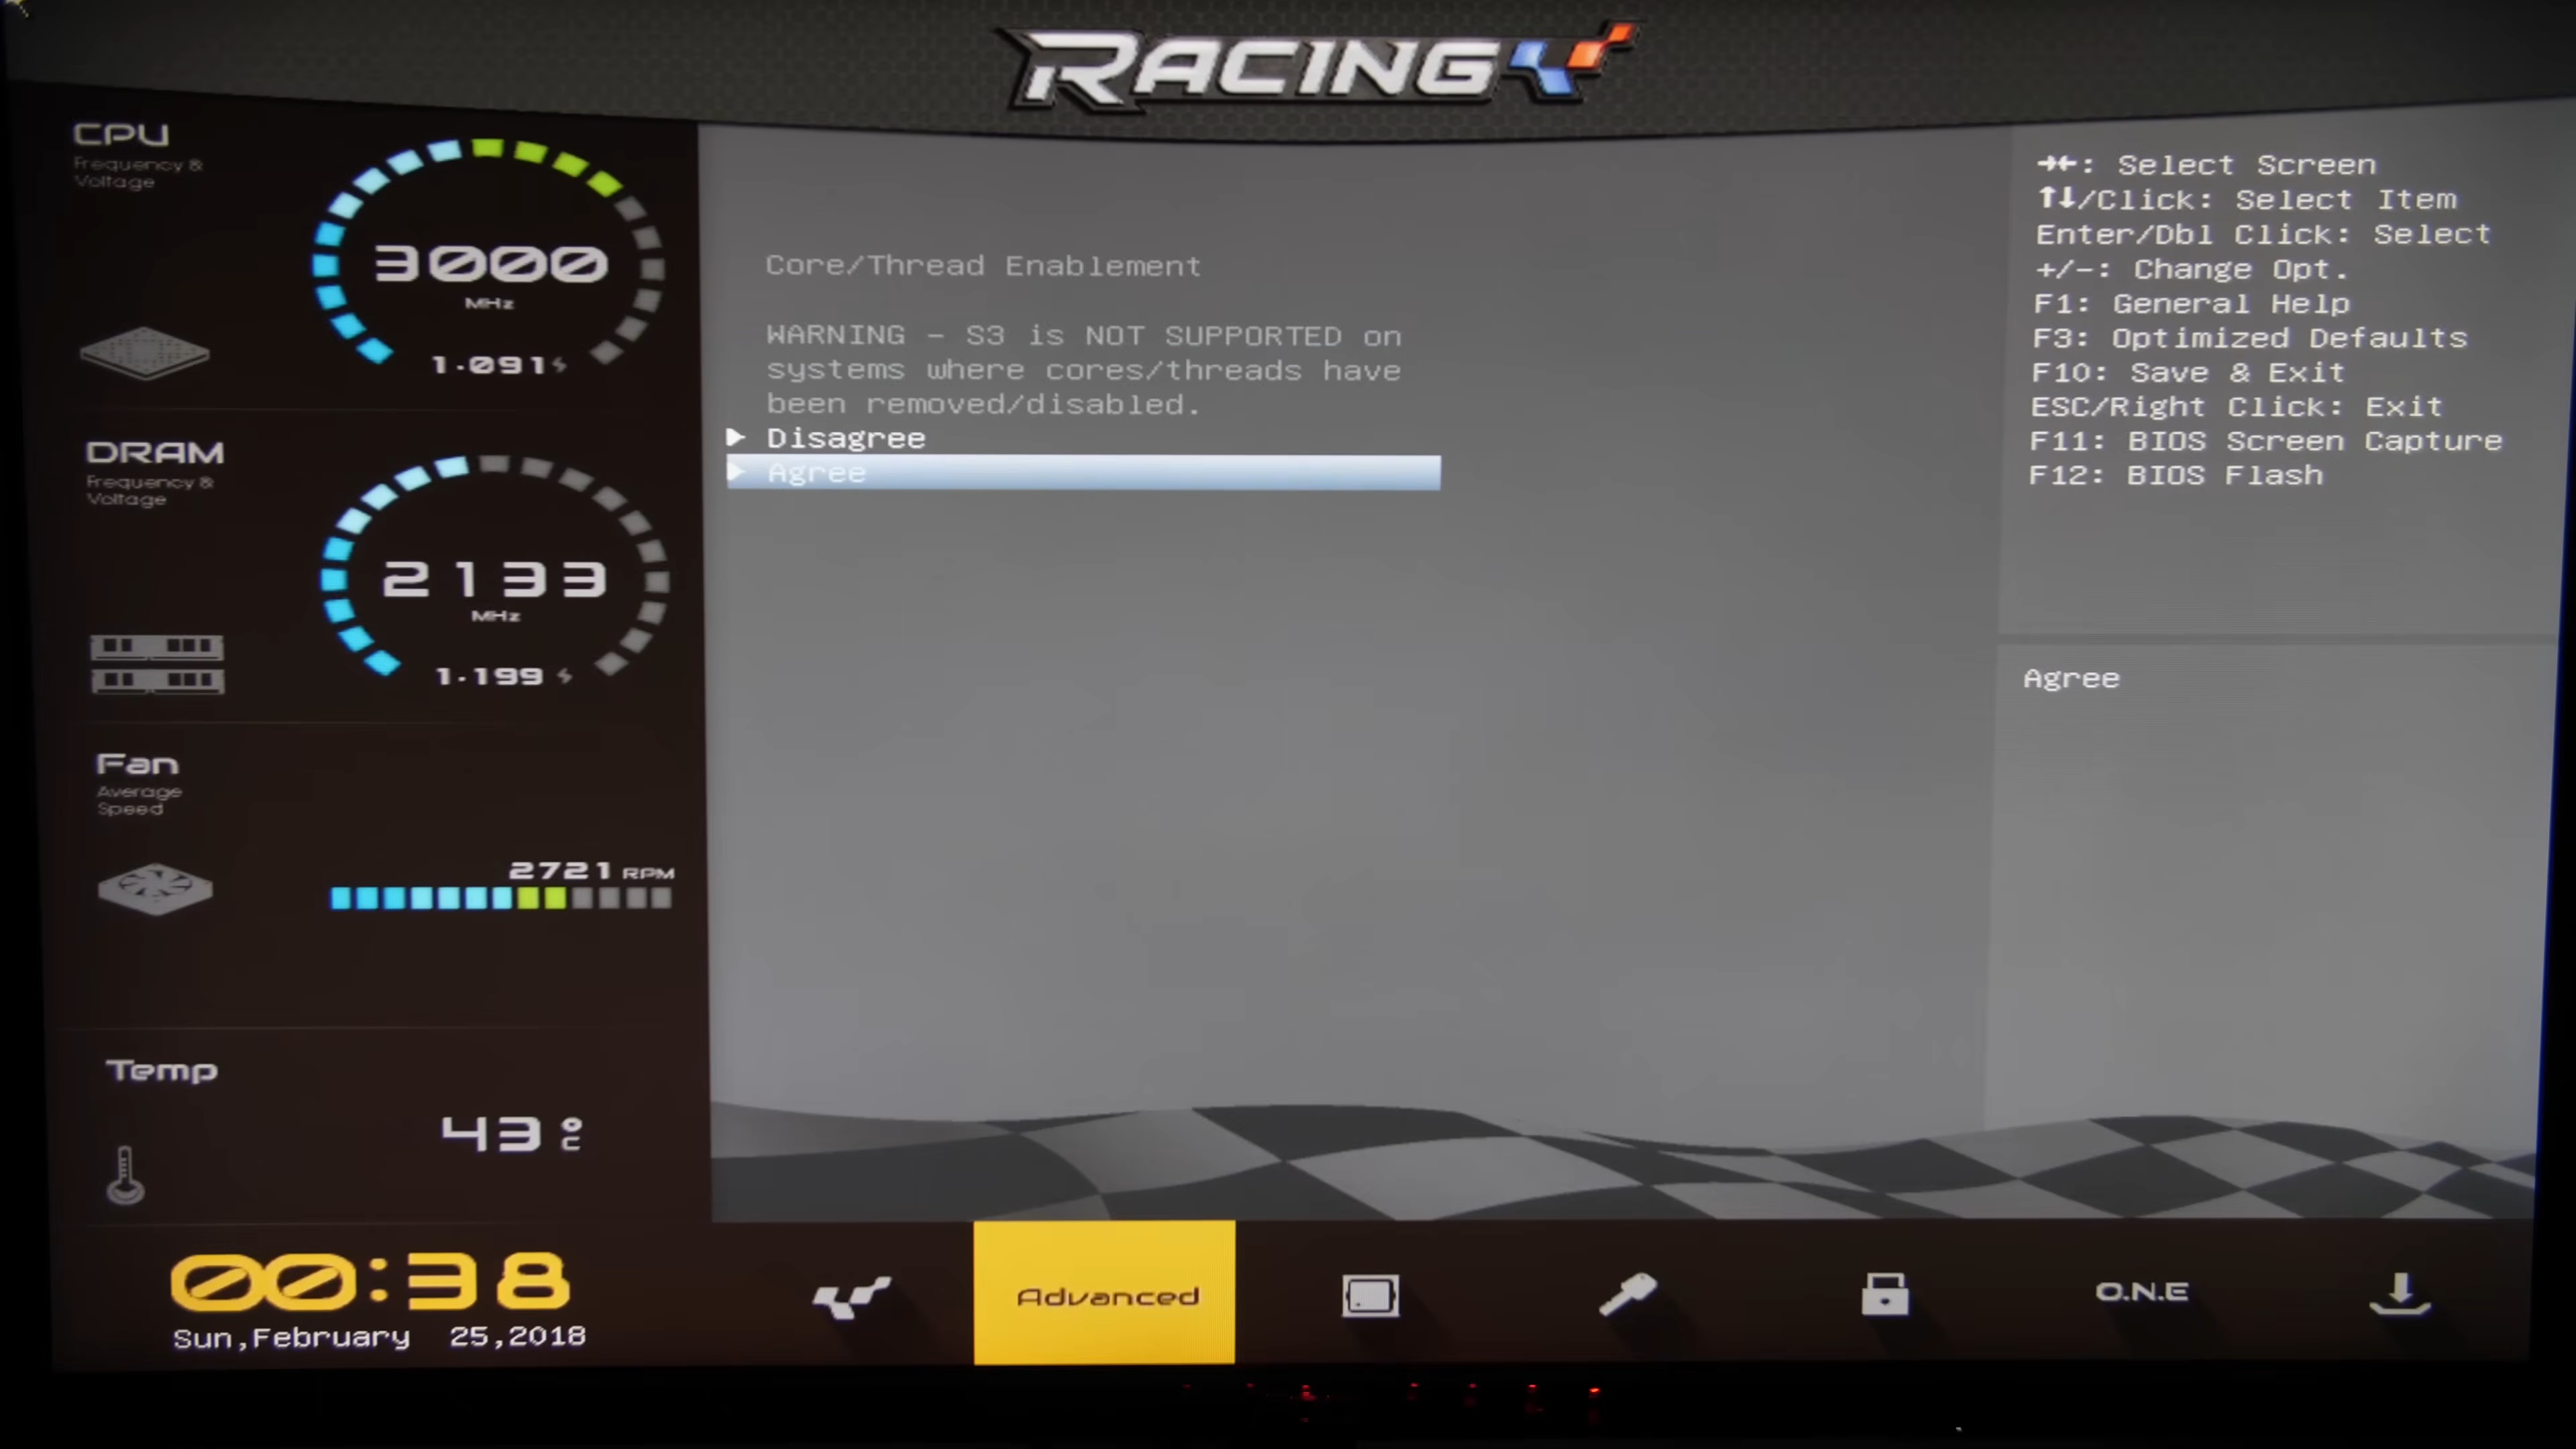 RACING
CPU
Frequency &
Voltage
3000
MHz
1.091
DRAM
Frequency &
Voltage
2133
MHz
1.199
Fan
Average
Speed
2721 RPM
Temp
43 °C
00:38
Sun,February 25,2018
Core/Thread Enablement
WARNING – S3 is NOT SUPPORTED on
systems where cores/threads have
been removed/disabled.
▶ Disagree
▶ Agree
→←: Select Screen
↑↓/Click: Select Item
Enter/Dbl Click: Select
+/-: Change Opt.
F1: General Help
F3: Optimized Defaults
F10: Save & Exit
ESC/Right Click: Exit
F11: BIOS Screen Capture
F12: BIOS Flash
Agree
Advanced
O.N.E